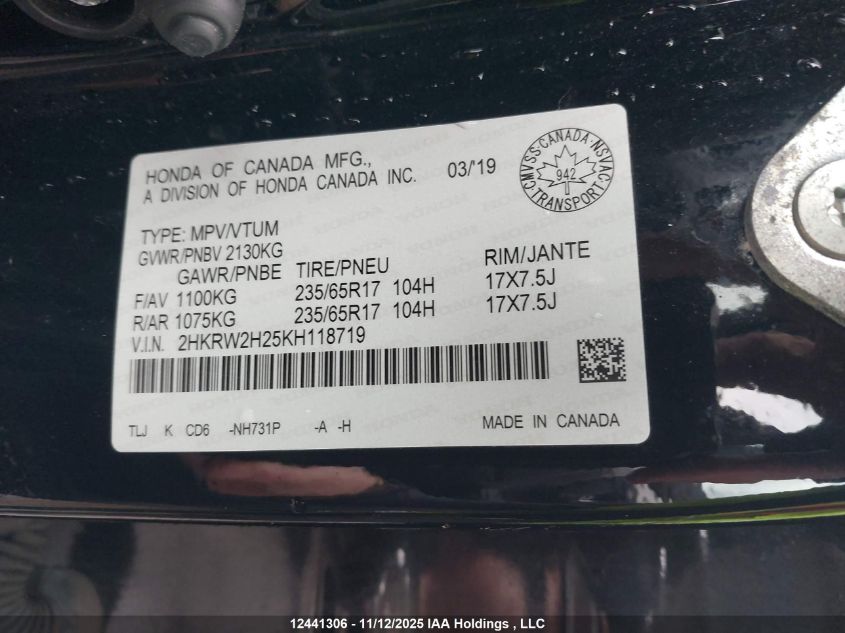 HONDA OF CANADA MFG.,
A DIVISION OF HONDA CANADA INC. 03/'19
CMVSS·CANADA·NSVAC
942
TRANSPORT
TYPE: MPV/VTUM
GVWR/PNBV 2130KG
GAWR/PNBE TIRE/PNEU RIM/JANTE
F/AV 1100KG 235/65R17 104H 17X7.5J
R/AR 1075KG 235/65R17 104H 17X7.5J
V.I.N. 2HKRW2H25KH118719
TLJ K CD6 -NH731P -A -H MADE IN CANADA
12441306 - 11/12/2025 IAA Holdings , LLC